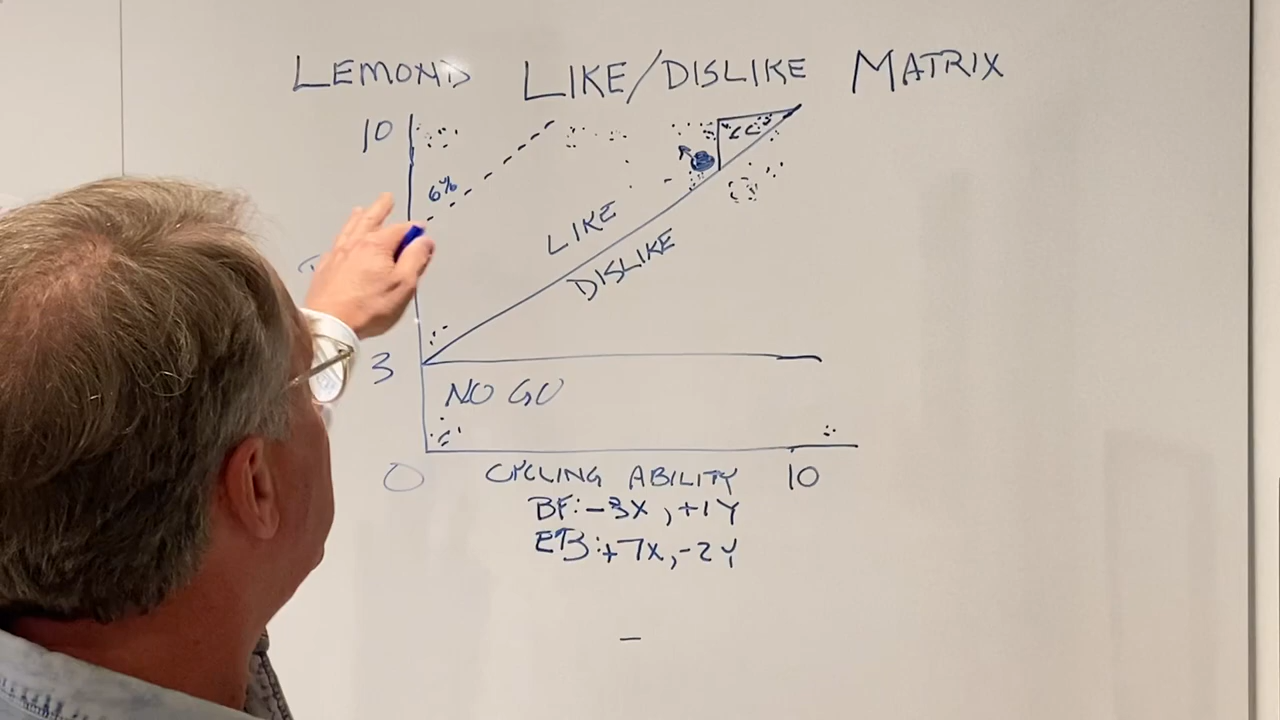 LEMOND LIKE/DISLIKE MATRIX
10
6%
LIKE
DISLIKE
3
NO GO
0
CYCLING ABILITY 10
BF:-3X, +1Y
ETB:+7X,-2Y